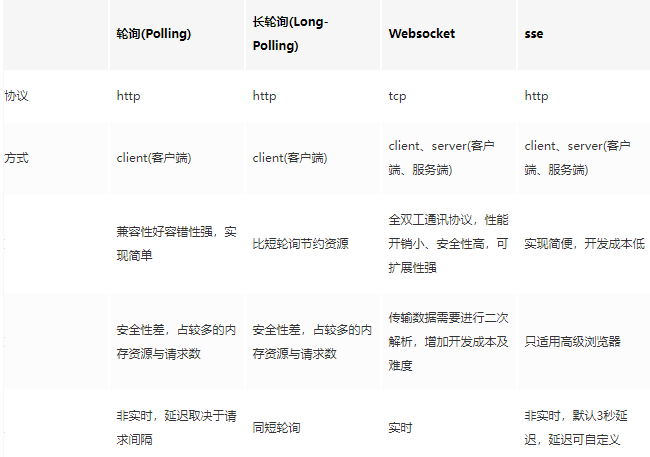 轮询(Polling)
长轮询(Long-
Polling)
Websocket
sse
协议
http
http
tcp
http
方式
client(客户端)
client(客户端)
client、server(客户
端、服务端)
client、server(客户
端、服务端)
兼容性好容错性强，实
现简单
比短轮询节约资源
全双工通讯协议，性能
开销小、安全性高，可
扩展性强
实现简便，开发成本低
安全性差，占较多的内
存资源与请求数
安全性差，占较多的内
存资源与请求数
传输数据需要进行二次
解析，增加开发成本及
难度
只适用高级浏览器
非实时，延迟取决于请
求间隔
同短轮询
实时
非实时，默认3秒延
迟，延迟可自定义